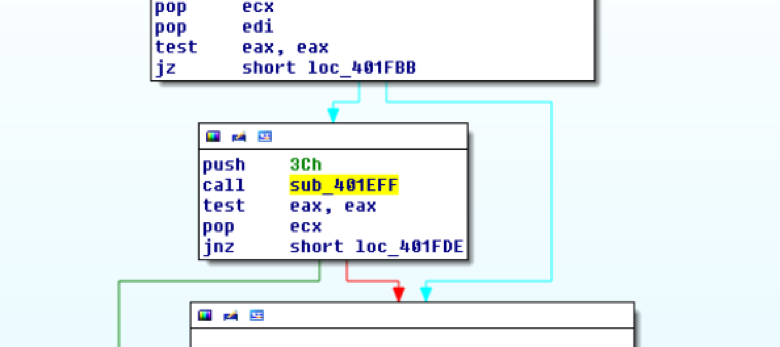 pop ecx
pop edi
test eax, eax
jz short loc_401FBB
push 3Ch
call sub_401EFF
test eax, eax
pop ecx
jnz short loc_401FDE